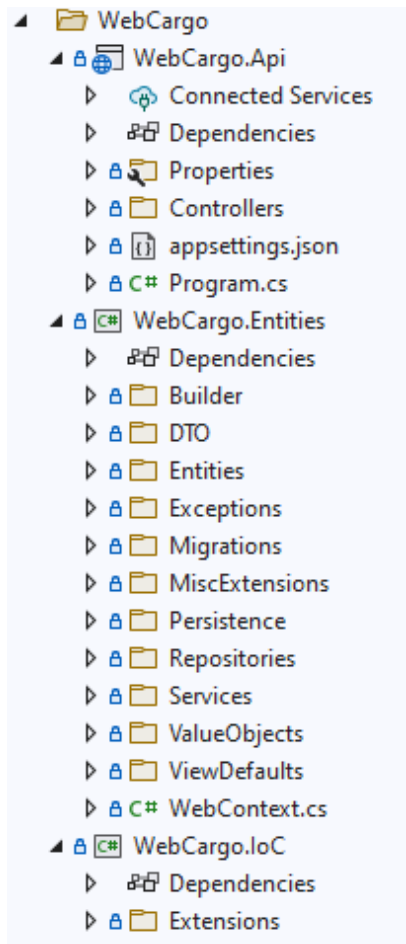 WebCargo
WebCargo.Api
Connected Services
Dependencies
Properties
Controllers
appsettings.json
C# Program.cs
C# WebCargo.Entities
Dependencies
Builder
DTO
Entities
Exceptions
Migrations
MiscExtensions
Persistence
Repositories
Services
ValueObjects
ViewDefaults
C# WebContext.cs
C# WebCargo.IoC
Dependencies
Extensions